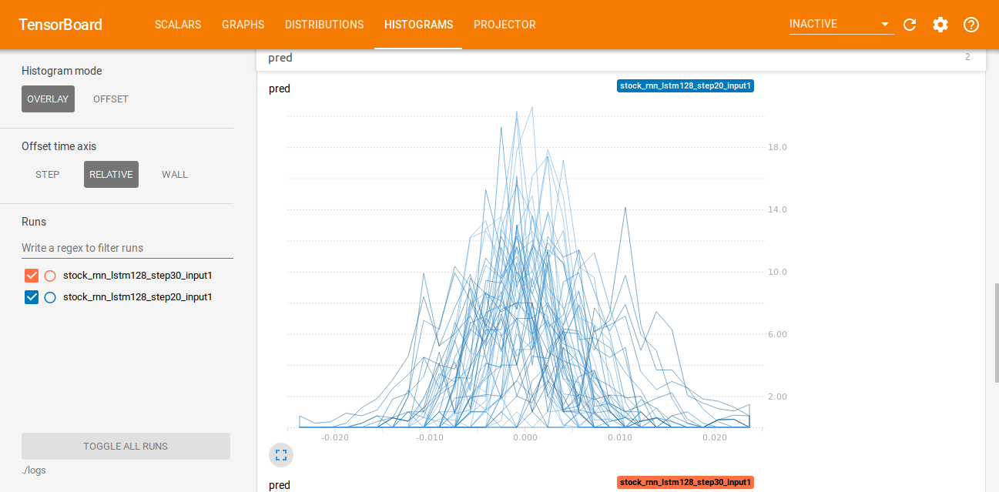 TensorBoard SCALARS GRAPHS DISTRIBUTIONS HISTOGRAMS PROJECTOR INACTIVE
Histogram mode
OVERLAY OFFSET
Offset time axis
STEP RELATIVE WALL
Runs
Write a regex to filter runs
stock_rnn_lstm128_step30_input1
stock_rnn_lstm128_step20_input1
TOGGLE ALL RUNS
./logs
pred 2
pred stock_rnn_lstm128_step20_input1
18.0
14.0
10.0
6.00
2.00
-0.020 -0.010 0.000 0.010 0.020
pred stock_rnn_lstm128_step30_input1